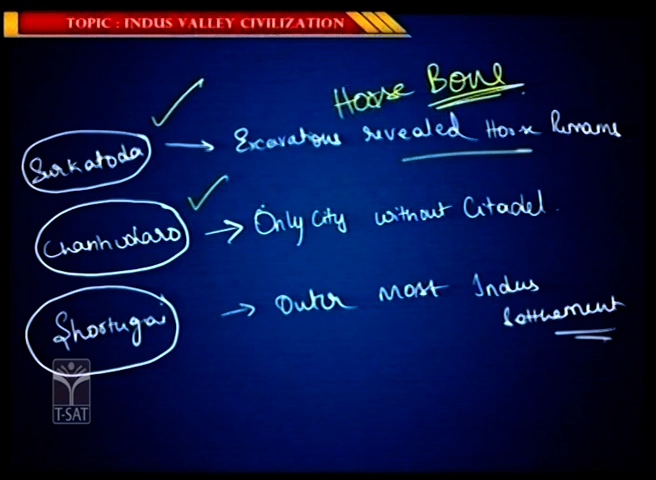 TOPIC : INDUS VALLEY CIVILIZATION
Horse Bone
Surkatoda → Excavations revealed Horse Remains
Chanhudaro → Only City without Citadel.
Shortugai → Outer most Indus
Settlement
T-SAT